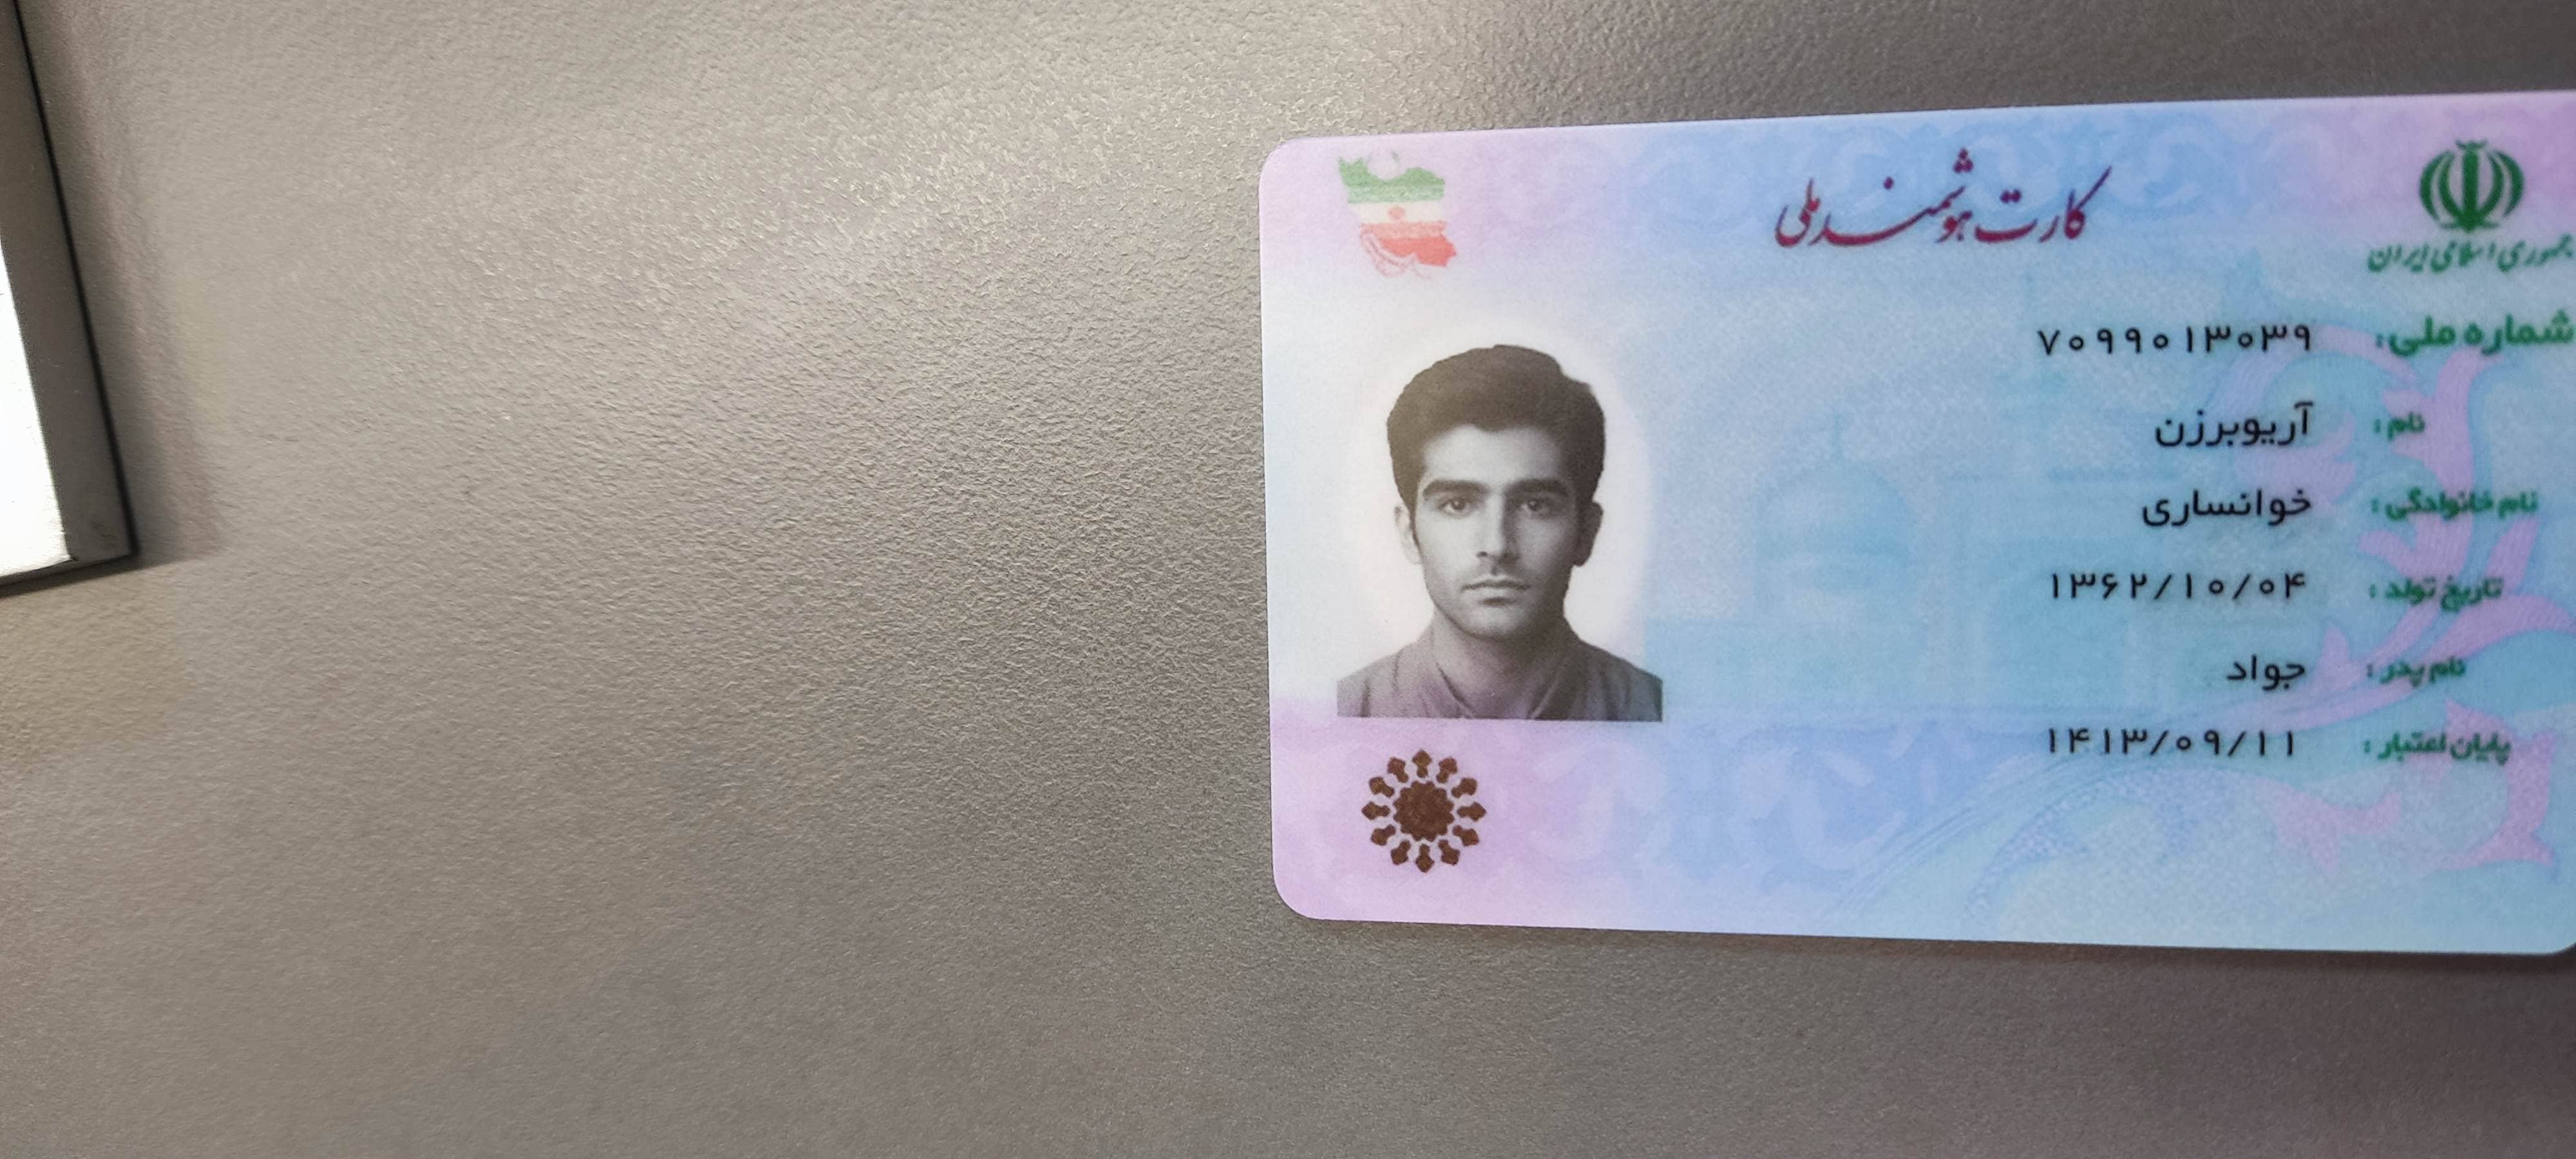 کارت هوشمند ملی
جمهوری اسلامی ایران
شماره ملی: ۷۰۹۹۰۱۳۰۳۹
نام: آریوبرزن
نام خانوادگی: خوانساری
تاریخ تولد: ۱۳۶۲/۱۰/۰۴
نام پدر: جواد
پایان اعتبار: ۱۴۱۳/۰۹/۱۱